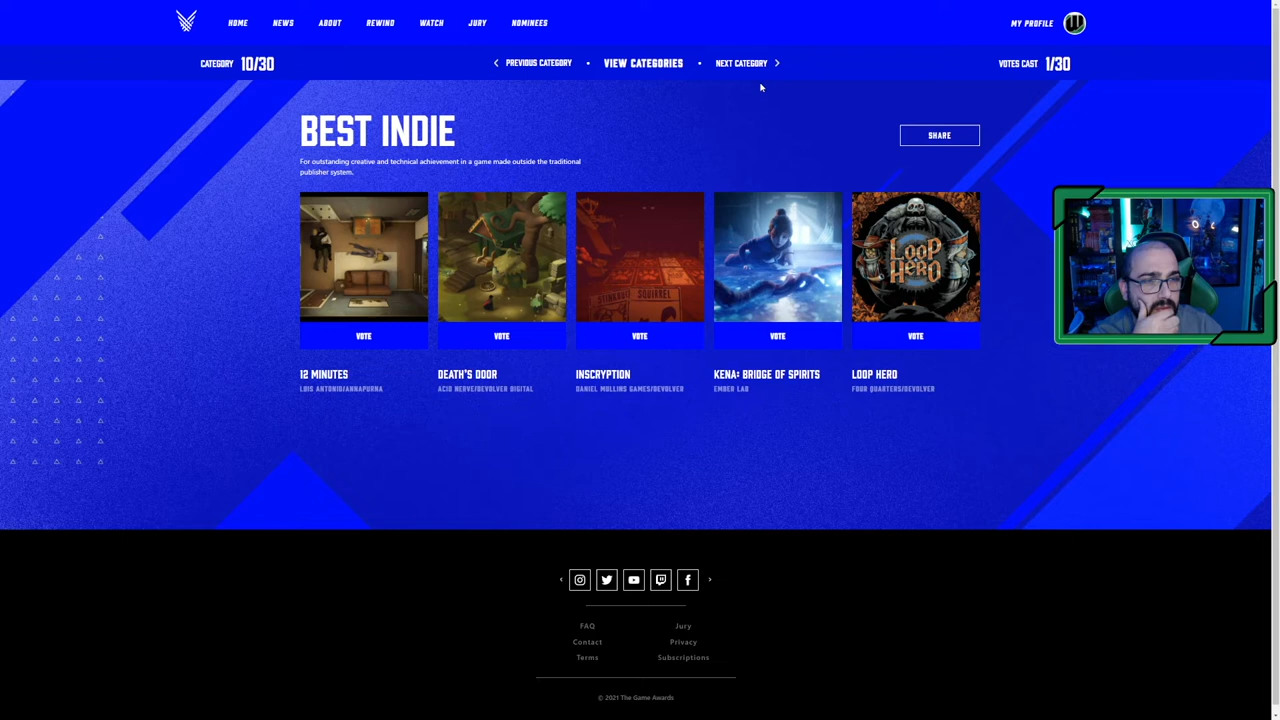 HOME NEWS ABOUT REWIND WATCH JURY NOMINEES MY PROFILE
CATEGORY 10/30 PREVIOUS CATEGORY • VIEW CATEGORIES • NEXT CATEGORY VOTES CAST 1/30
BEST INDIE
SHARE
For outstanding creative and technical achievement in a game made outside the traditional
publisher system.
SQUIRREL
LOOP
HERO
VOTE VOTE VOTE VOTE VOTE
12 MINUTES DEATH'S DOOR INSCRYPTION KENA: BRIDGE OF SPIRITS LOOP HERO
LUIS ANTONIO/ANNAPURNA ACID NERVE/DEVOLVER DIGITAL DANIEL MULLINS GAMES/DEVOLVER EMBER LAB FOUR QUARTERS/DEVOLVER
FAQ Jury
Contact Privacy
Terms Subscriptions
© 2021 The Game Awards